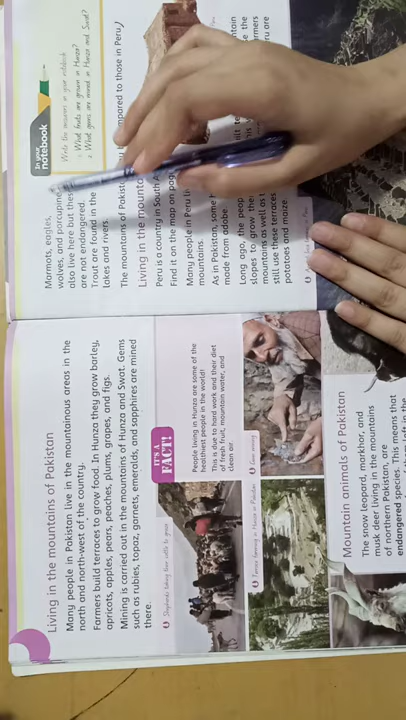 Living in the mountains of Pakistan
Many people in Pakistan live in the mountainous areas in the
north and north-west of the country.
Farmers build terraces to grow food. In Hunza they grow barley,
apricots, apples, pears, peaches, plums, grapes, and figs.
Mining is carried out in the mountains of Hunza and Swat. Gems
such as rubies, topaz, garnets, emeralds, and sapphires are mined
there.
Shepherds taking their cattle to graze
IT'S A
FACT!
People living in Hunza are some of the
healthiest people in the world!
This is due to hard work and their diet
of fresh fruit, mountain water, and
clean air.
Terrace farming in Hunza in Pakistan
Gem mining
Mountain animals of Pakistan
The snow leopard, markhor, and
musk deer living in the mountains
of northern Pakistan, are
endangered species. This means that
left in the
Marmots, eagles,
wolves, and porcupines
also live here but
are not endangered.
Trout are found in the
lakes and rivers
In your
notebook
Write the answers in your notebook
1 What fruits are grown in Hunza?
2 What gems are mined in Hunza and Swat?
The mountains of compared to those in Peru
Living in the
Peru is a country in South
Find it on the map on
Many people in Peru
mountains.
As in Pakistan, some
made from adobe
Long ago, the
slopes to grow
mountains as well as
still use these terraces
potatoes and maize